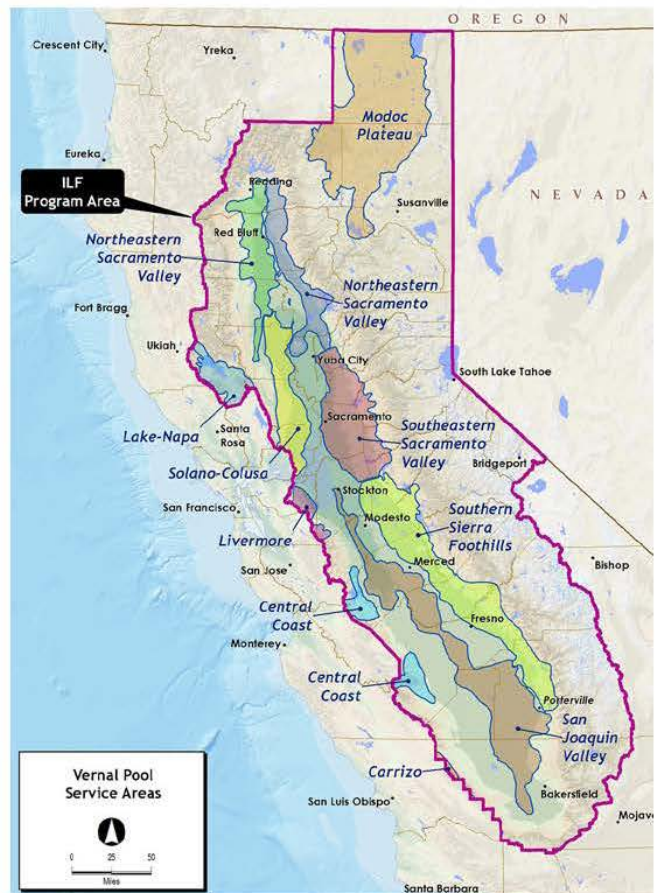 OREGON
Crescent City
Yreka
Modoc
Plateau
Eureka
ILF
Program Area
Redding
NEVADA
Susanville
Red Bluff
Northeastern
Sacramento
Valley
Northeastern
Sacramento
Valley
Fort Bragg
Ukiah
Yuba City
South Lake Tahoe
Lake-Napa
Santa
Rosa
Sacramento
Southeastern
Sacramento
Valley
Solano-Colusa
Bridgeport
Stockton
San Francisco
Livermore
Modesto
Southern
Sierra
Foothills
Merced
Bishop
San Jose
Central
Coast
Fresno
Monterey
Central
Coast
Porterville
San
Joaquin
Valley
Carrizo
Vernal Pool
Service Areas
San Luis Obispo
Bakersfield
Mojav
0 25 50
Miles
Santa Barbara